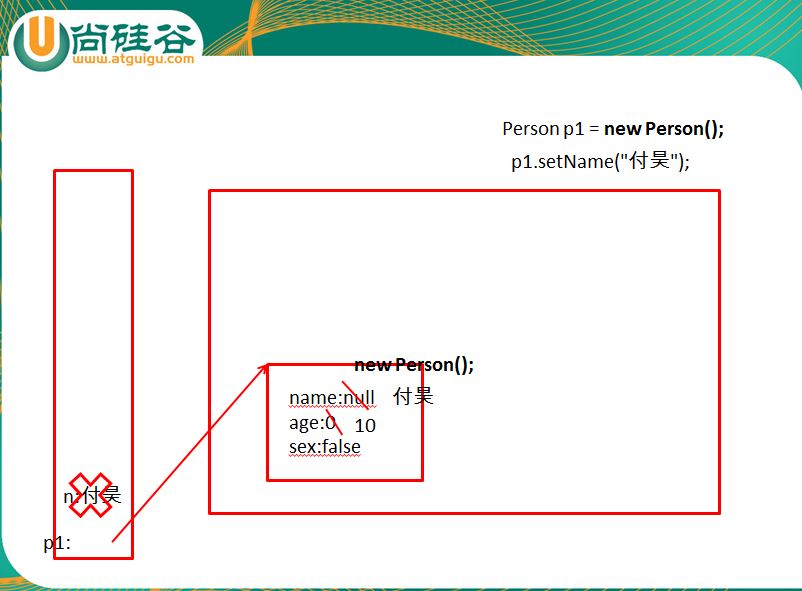 尚硅谷
www.atguigu.com
Person p1 = new Person();
p1.setName("付昊");
new Person();
name:null 付昊
age:0 10
sex:false
n:付昊
p1: